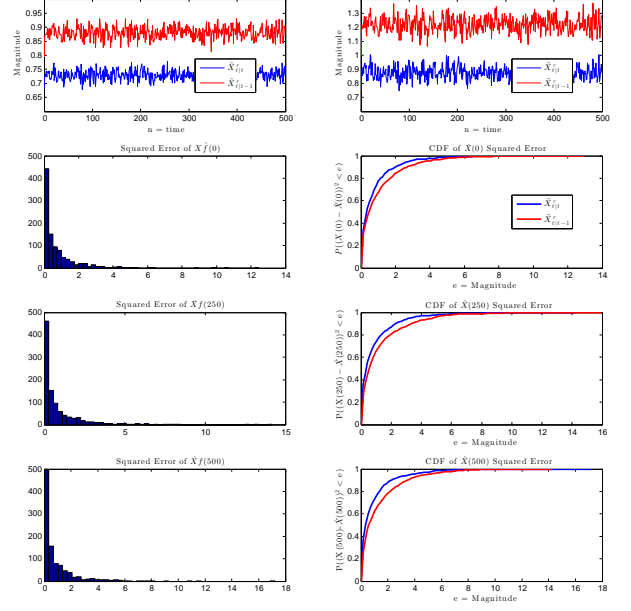 0.95
0.9
0.85
0.8
0.75
0.7
0.65
Magnitude
0 100 200 300 400 500
n = time
X̃^r_{t|t}
X̃^r_{t|t−1}
1.3
1.2
1.1
1
0.9
0.8
0.7
Magnitude
0 100 200 300 400 500
n = time
X̃^r_{t|t}
X̃^r_{t|t−1}
Squared Error of X̂f(0)
500
400
300
200
100
0
0 2 4 6 8 10 12 14
CDF of X̂(0) Squared Error
1
0.8
0.6
0.4
0.2
0
P((X(0) − X̂(0))² < e)
0 2 4 6 8 10 12 14
e = Magnitude
X̃^r_{t|t}
X̃^r_{t|t−1}
Squared Error of X̂f(250)
500
400
300
200
100
0
0 5 10 15
CDF of X̂(250) Squared Error
1
0.8
0.6
0.4
0.2
0
P((X(250) − X̂(250))² < e)
0 2 4 6 8 10 12 14 16
e = Magnitude
Squared Error of X̂f(500)
500
400
300
200
100
0
0 2 4 6 8 10 12 14 16 18
CDF of X̂(500) Squared Error
1
0.8
0.6
0.4
0.2
0
P((X(500)-X̂(500))² < e)
0 2 4 6 8 10 12 14 16 18
e = Magnitude